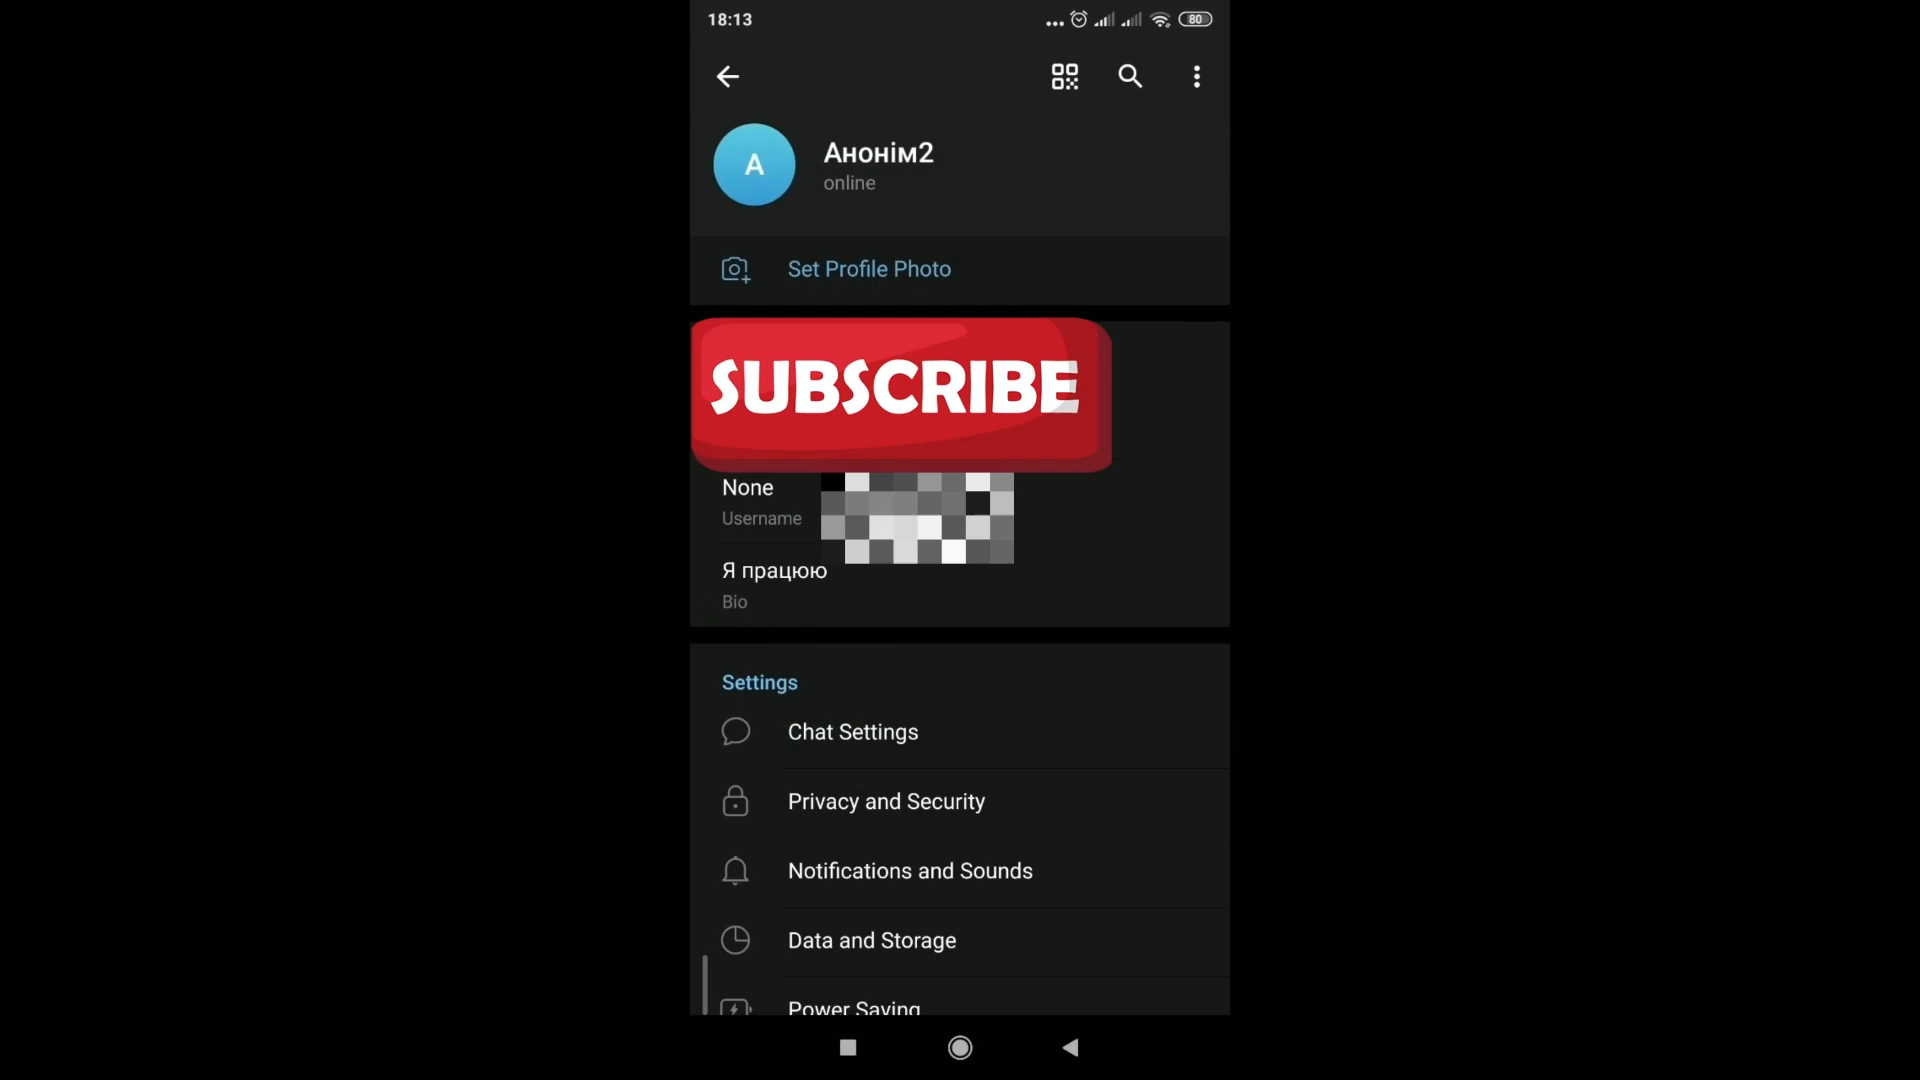 18:13
80
A
Анонім2
online
Set Profile Photo
SUBSCRIBE
None
Username
Я працюю
Bio
Settings
Chat Settings
Privacy and Security
Notifications and Sounds
Data and Storage
Power Saving